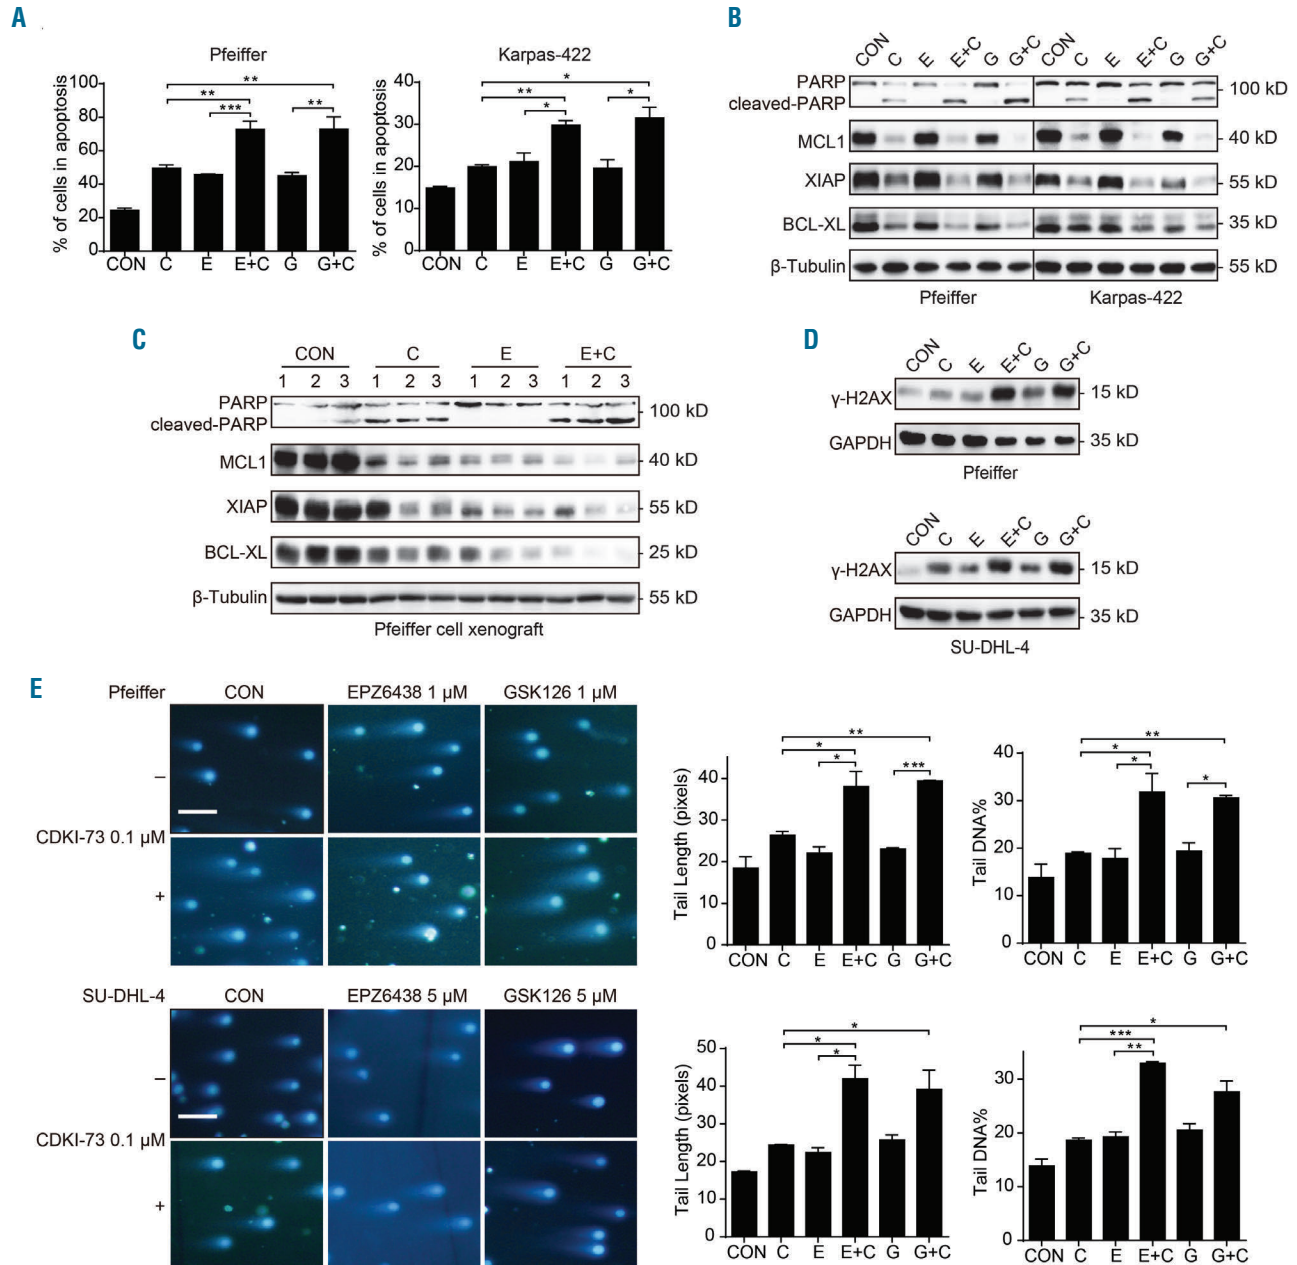 A
Pfeiffer
% of cells in apoptosis
100
80
60
40
20
0
** 
**
***
**
CON C E E+C G G+C
Karpas-422
% of cells in apoptosis
40
30
20
10
0
*
**
*
*
CON C E E+C G G+C
B
CON C E E+C G G+C CON C E E+C G G+C
PARP
cleaved-PARP
100 kD
MCL1 40 kD
XIAP 55 kD
BCL-XL 35 kD
β-Tubulin 55 kD
Pfeiffer Karpas-422
C
CON C E E+C
1 2 3 1 2 3 1 2 3 1 2 3
PARP
cleaved-PARP
100 kD
MCL1 40 kD
XIAP 55 kD
BCL-XL 25 kD
β-Tubulin 55 kD
Pfeiffer cell xenograft
D
CON C E E+C G G+C
γ-H2AX 15 kD
GAPDH 35 kD
Pfeiffer
CON C E E+C G G+C
γ-H2AX 15 kD
GAPDH 35 kD
SU-DHL-4
E
Pfeiffer CON EPZ6438 1 μM GSK126 1 μM
–
CDKI-73 0.1 μM
+
SU-DHL-4 CON EPZ6438 5 μM GSK126 5 μM
–
CDKI-73 0.1 μM
+
Tail Length (pixels)
40
30
20
10
0
**
*
*
***
CON C E E+C G G+C
Tail DNA%
40
30
20
10
0
**
*
*
*
CON C E E+C G G+C
Tail Length (pixels)
50
40
30
20
10
0
*
*
*
CON C E E+C G G+C
Tail DNA%
30
20
10
0
*
***
**
CON C E E+C G G+C